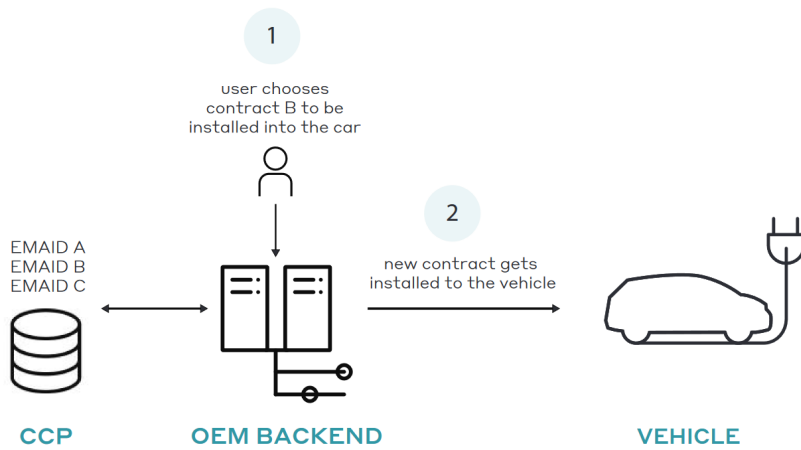 1
user chooses
contract B to be
installed into the car
2
new contract gets
installed to the vehicle
EMAID A
EMAID B
EMAID C
CCP
OEM BACKEND
VEHICLE